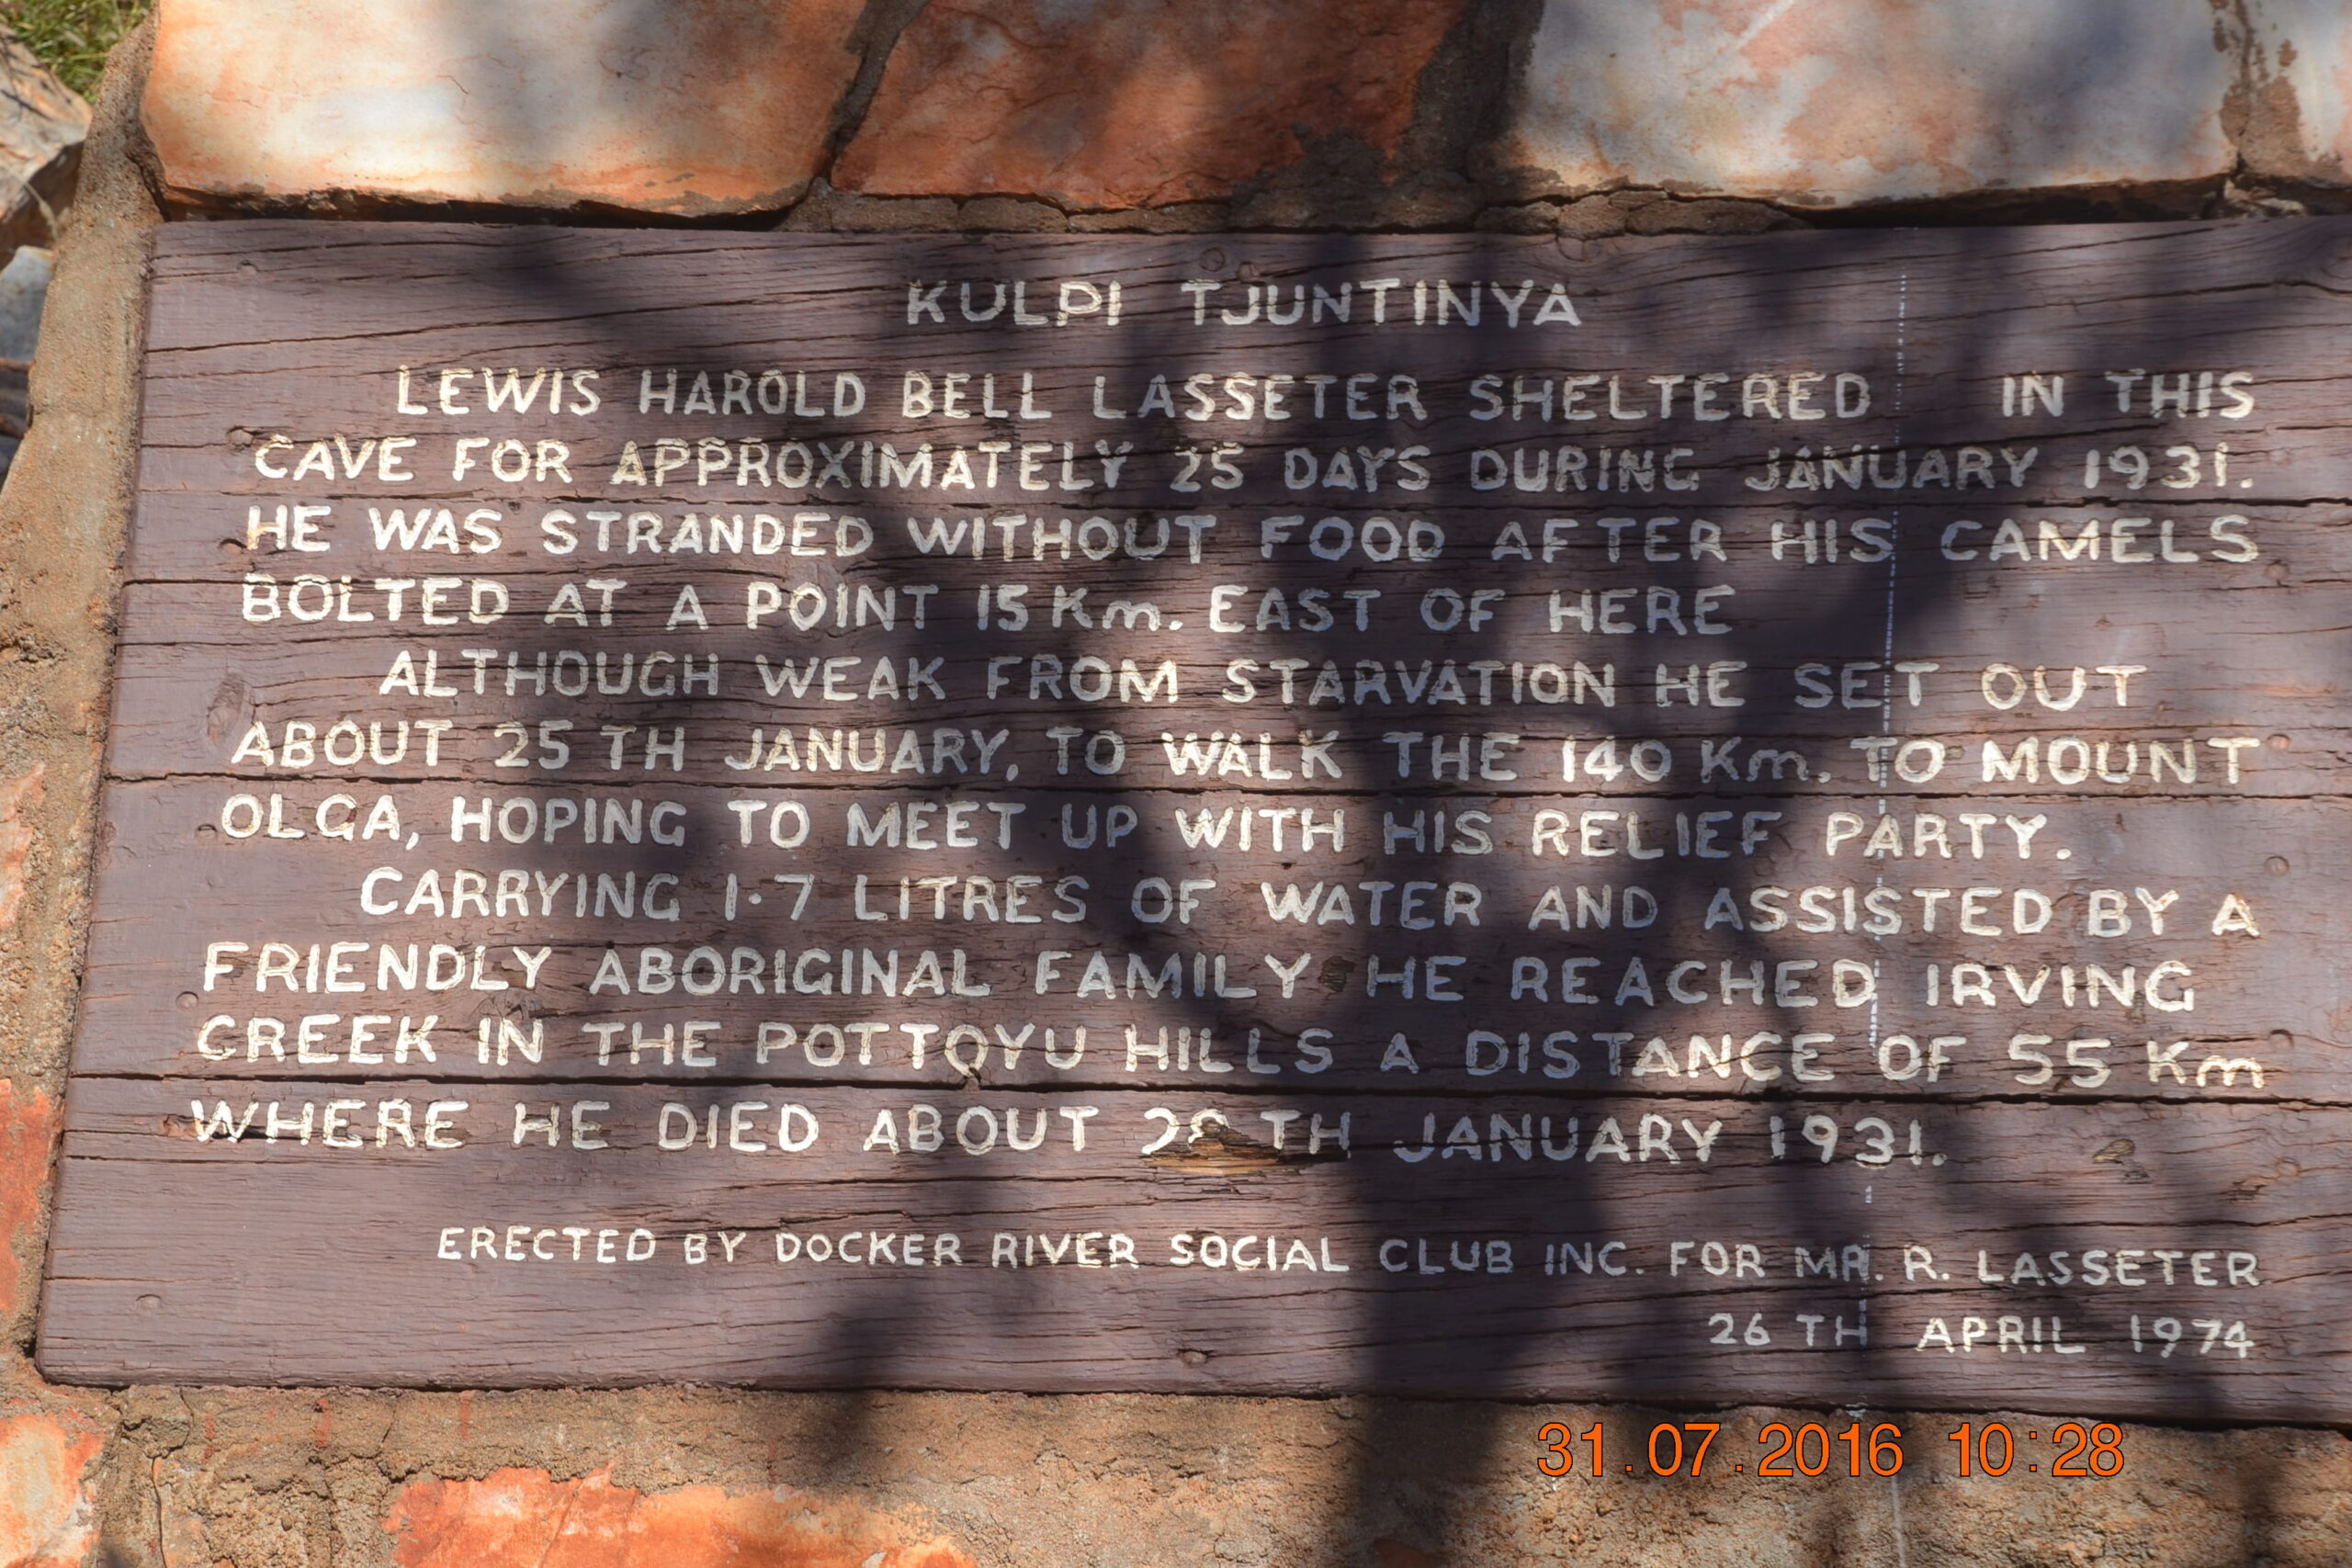 KULPI TJUNTINYA
LEWIS HAROLD BELL LASSETER SHELTERED IN THIS
CAVE FOR APPROXIMATELY 25 DAYS DURING JANUARY 1931.
HE WAS STRANDED WITHOUT FOOD AFTER HIS CAMELS
BOLTED AT A POINT 15 Km. EAST OF HERE
ALTHOUGH WEAK FROM STARVATION HE SET OUT
ABOUT 25 TH JANUARY, TO WALK THE 140 Km. TO MOUNT
OLGA, HOPING TO MEET UP WITH HIS RELIEF PARTY.
CARRYING 1·7 LITRES OF WATER AND ASSISTED BY A
FRIENDLY ABORIGINAL FAMILY HE REACHED IRVING
CREEK IN THE POTTOYU HILLS A DISTANCE OF 55 Km
WHERE HE DIED ABOUT TH JANUARY 1931.
ERECTED BY DOCKER RIVER SOCIAL CLUB INC. FOR MR. R. LASSETER
26 TH APRIL 1974
31.07.2016 10:28